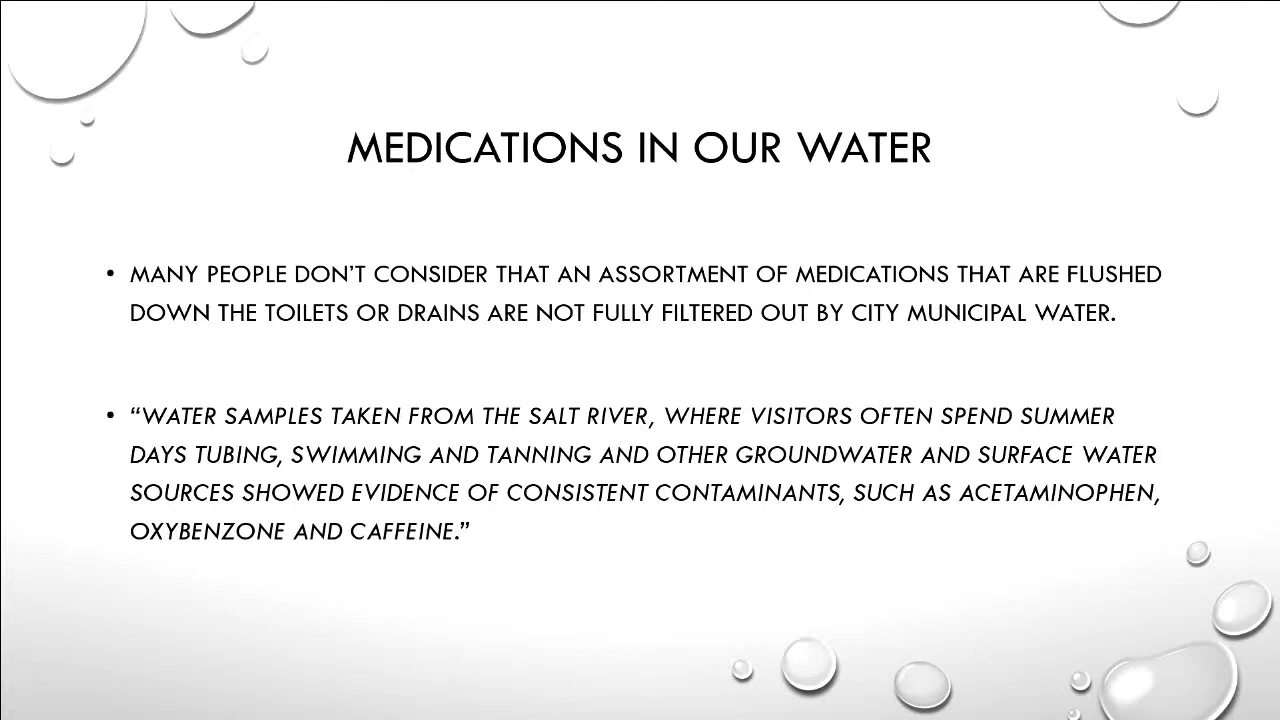 MEDICATIONS IN OUR WATER
• MANY PEOPLE DON’T CONSIDER THAT AN ASSORTMENT OF MEDICATIONS THAT ARE FLUSHED
DOWN THE TOILETS OR DRAINS ARE NOT FULLY FILTERED OUT BY CITY MUNICIPAL WATER.
• “WATER SAMPLES TAKEN FROM THE SALT RIVER, WHERE VISITORS OFTEN SPEND SUMMER
DAYS TUBING, SWIMMING AND TANNING AND OTHER GROUNDWATER AND SURFACE WATER
SOURCES SHOWED EVIDENCE OF CONSISTENT CONTAMINANTS, SUCH AS ACETAMINOPHEN,
OXYBENZONE AND CAFFEINE.”